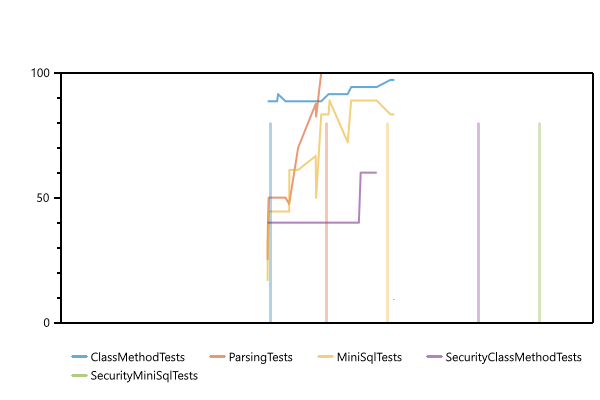 100
50
0
ClassMethodTests ParsingTests MiniSqlTests SecurityClassMethodTests
SecurityMiniSqlTests